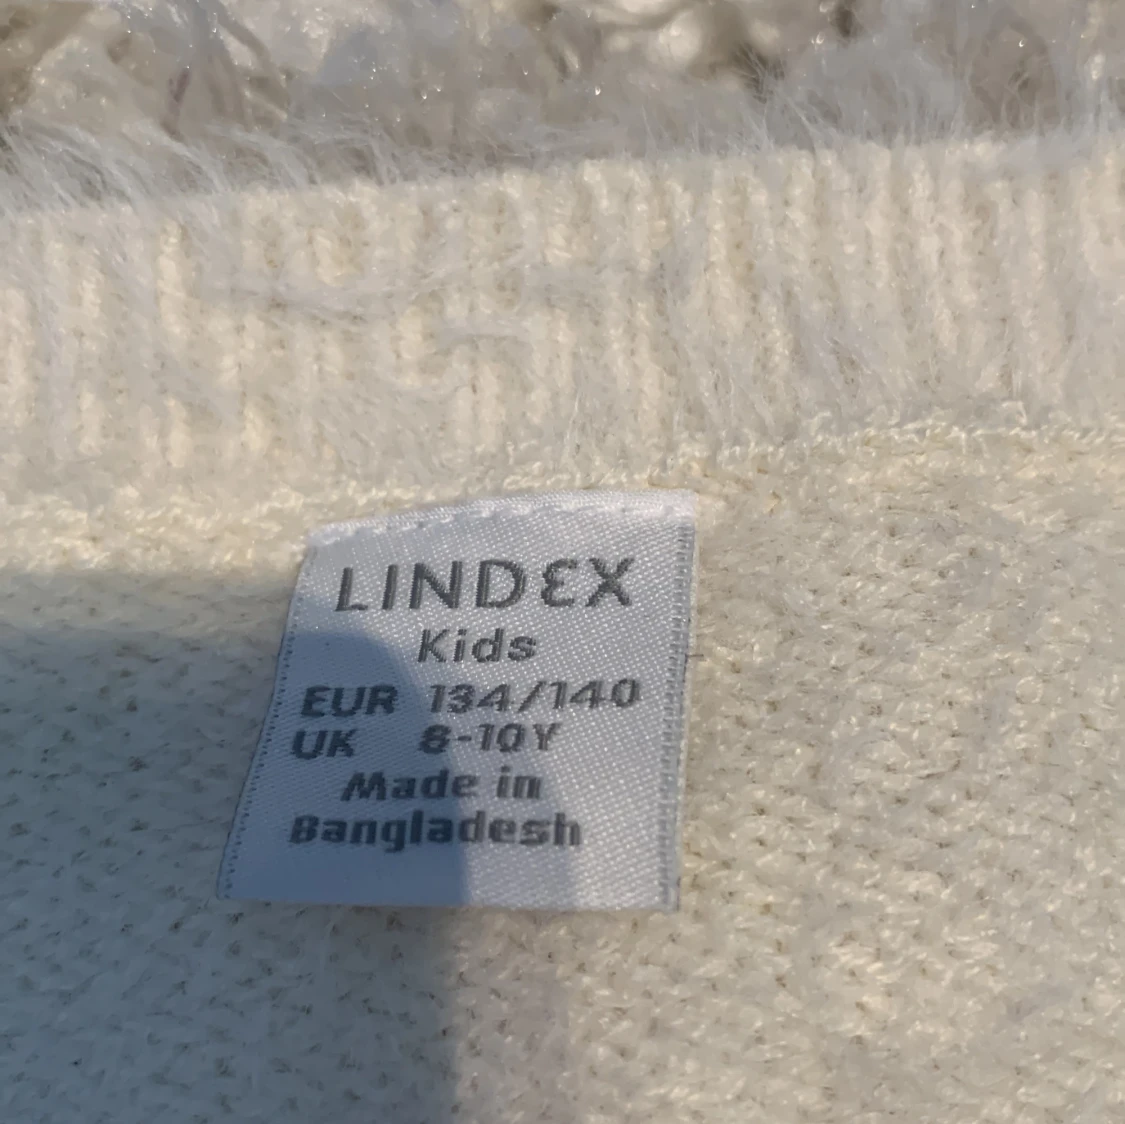 LINDEX
Kids
EUR 134/140
UK 8-10Y
Made in
Bangladesh